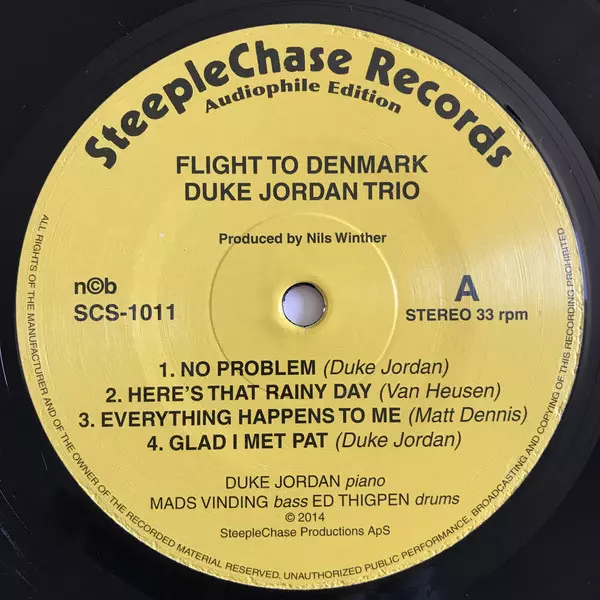 SteepleChase Records
Audiophile Edition
FLIGHT TO DENMARK
DUKE JORDAN TRIO
Produced by Nils Winther
n©b
SCS-1011
A
STEREO 33 rpm
1. NO PROBLEM (Duke Jordan)
2. HERE'S THAT RAINY DAY (Van Heusen)
3. EVERYTHING HAPPENS TO ME (Matt Dennis)
4. GLAD I MET PAT (Duke Jordan)
DUKE JORDAN piano
MADS VINDING bass ED THIGPEN drums
© 2014
SteepleChase Productions ApS
ALL RIGHTS OF THE MANUFACTURER AND OF THE OWNER OF THE RECORDED MATERIAL RESERVED. UNAUTHORIZED PUBLIC PERFORMANCE, BROADCASTING AND COPYING OF THIS RECORDING PROHIBITED